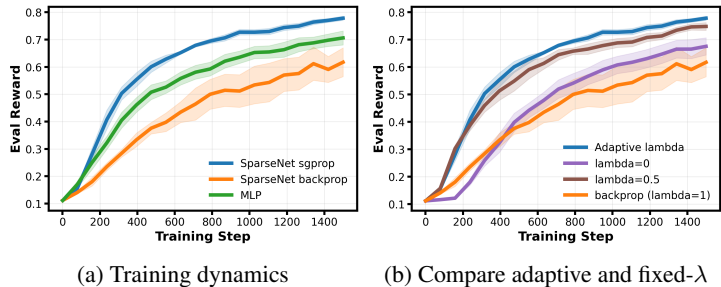 0.8
0.7
0.6
0.5
0.4
0.3
0.2
0.1
Eval Reward
SparseNet sgprop
SparseNet backprop
MLP
0 200 400 600 800 1000 1200 1400
Training Step
(a) Training dynamics
0.8
0.7
0.6
0.5
0.4
0.3
0.2
0.1
Eval Reward
Adaptive lambda
lambda=0
lambda=0.5
backprop (lambda=1)
0 200 400 600 800 1000 1200 1400
Training Step
(b) Compare adaptive and fixed-λ